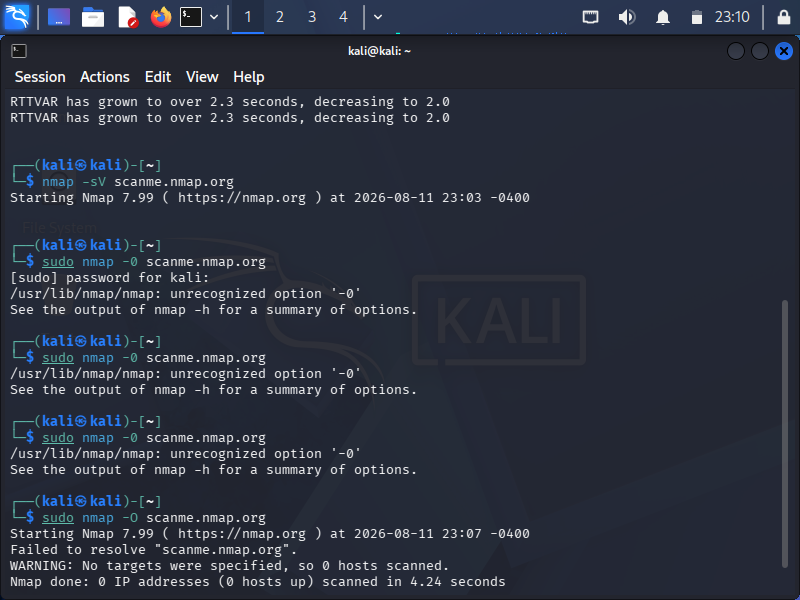 1 2 3 4 23:10
kali@kali: ~
Session Actions Edit View Help
RTTVAR has grown to over 2.3 seconds, decreasing to 2.0
RTTVAR has grown to over 2.3 seconds, decreasing to 2.0
┌──(kali㉿kali)-[~]
└─$ nmap -sV scanme.nmap.org
Starting Nmap 7.99 ( https://nmap.org ) at 2026-08-11 23:03 -0400
File System
┌──(kali㉿kali)-[~]
└─$ sudo nmap -0 scanme.nmap.org
[sudo] password for kali:
/usr/lib/nmap/nmap: unrecognized option '-0'
See the output of nmap -h for a summary of options.
┌──(kali㉿kali)-[~]
└─$ sudo nmap -0 scanme.nmap.org
/usr/lib/nmap/nmap: unrecognized option '-0'
See the output of nmap -h for a summary of options.
┌──(kali㉿kali)-[~]
└─$ sudo nmap -0 scanme.nmap.org
/usr/lib/nmap/nmap: unrecognized option '-0'
See the output of nmap -h for a summary of options.
┌──(kali㉿kali)-[~]
└─$ sudo nmap -O scanme.nmap.org
Starting Nmap 7.99 ( https://nmap.org ) at 2026-08-11 23:07 -0400
Failed to resolve "scanme.nmap.org".
WARNING: No targets were specified, so 0 hosts scanned.
Nmap done: 0 IP addresses (0 hosts up) scanned in 4.24 seconds
KALI